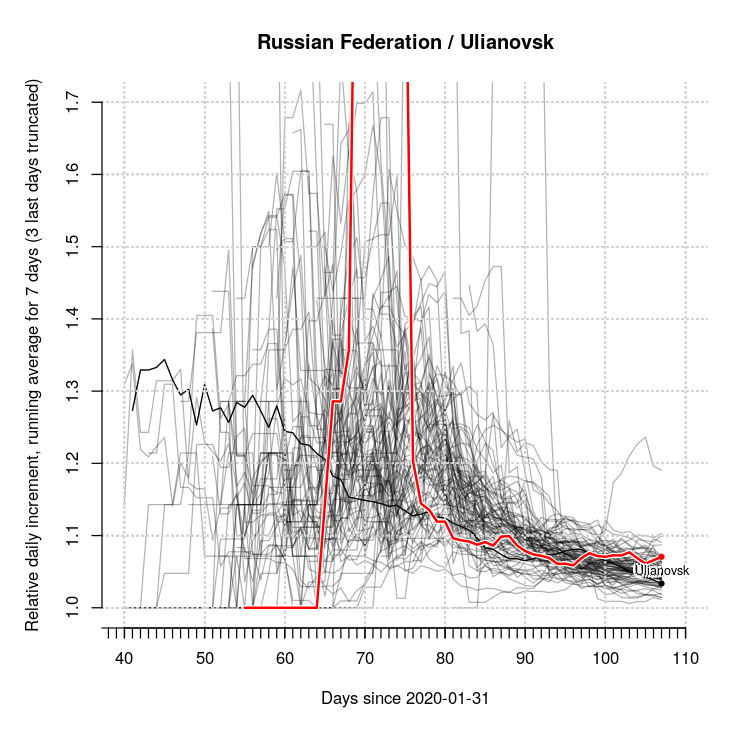 Russian Federation / Ulianovsk
Relative daily increment, running average for 7 days (3 last days truncated)
1.7
1.6
1.5
1.4
1.3
1.2
1.1
1.0
Ulianovsk
40 50 60 70 80 90 100 110
Days since 2020-01-31